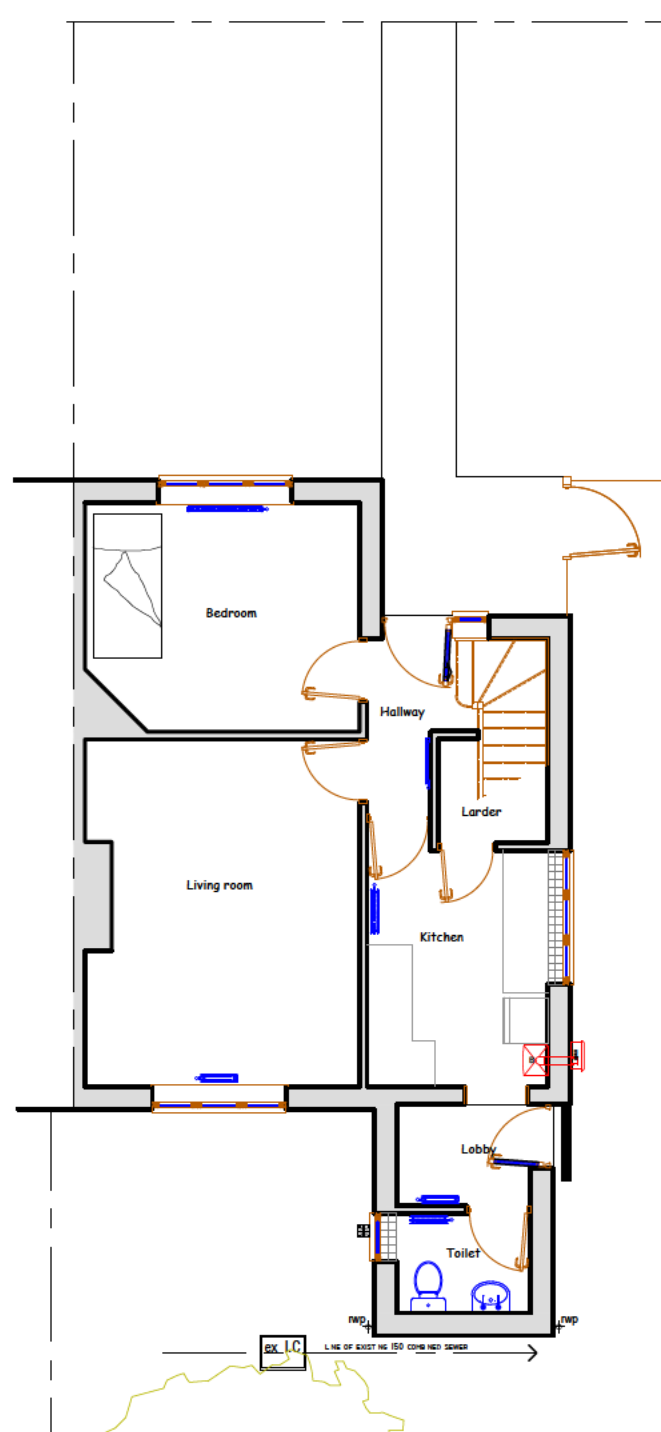 Bedroom
Hallway
Larder
Living room
Kitchen
Lobby
Toilet
rwp
rwp
ex I.C
LINE OF EXISTING 150 COMBINED SEWER